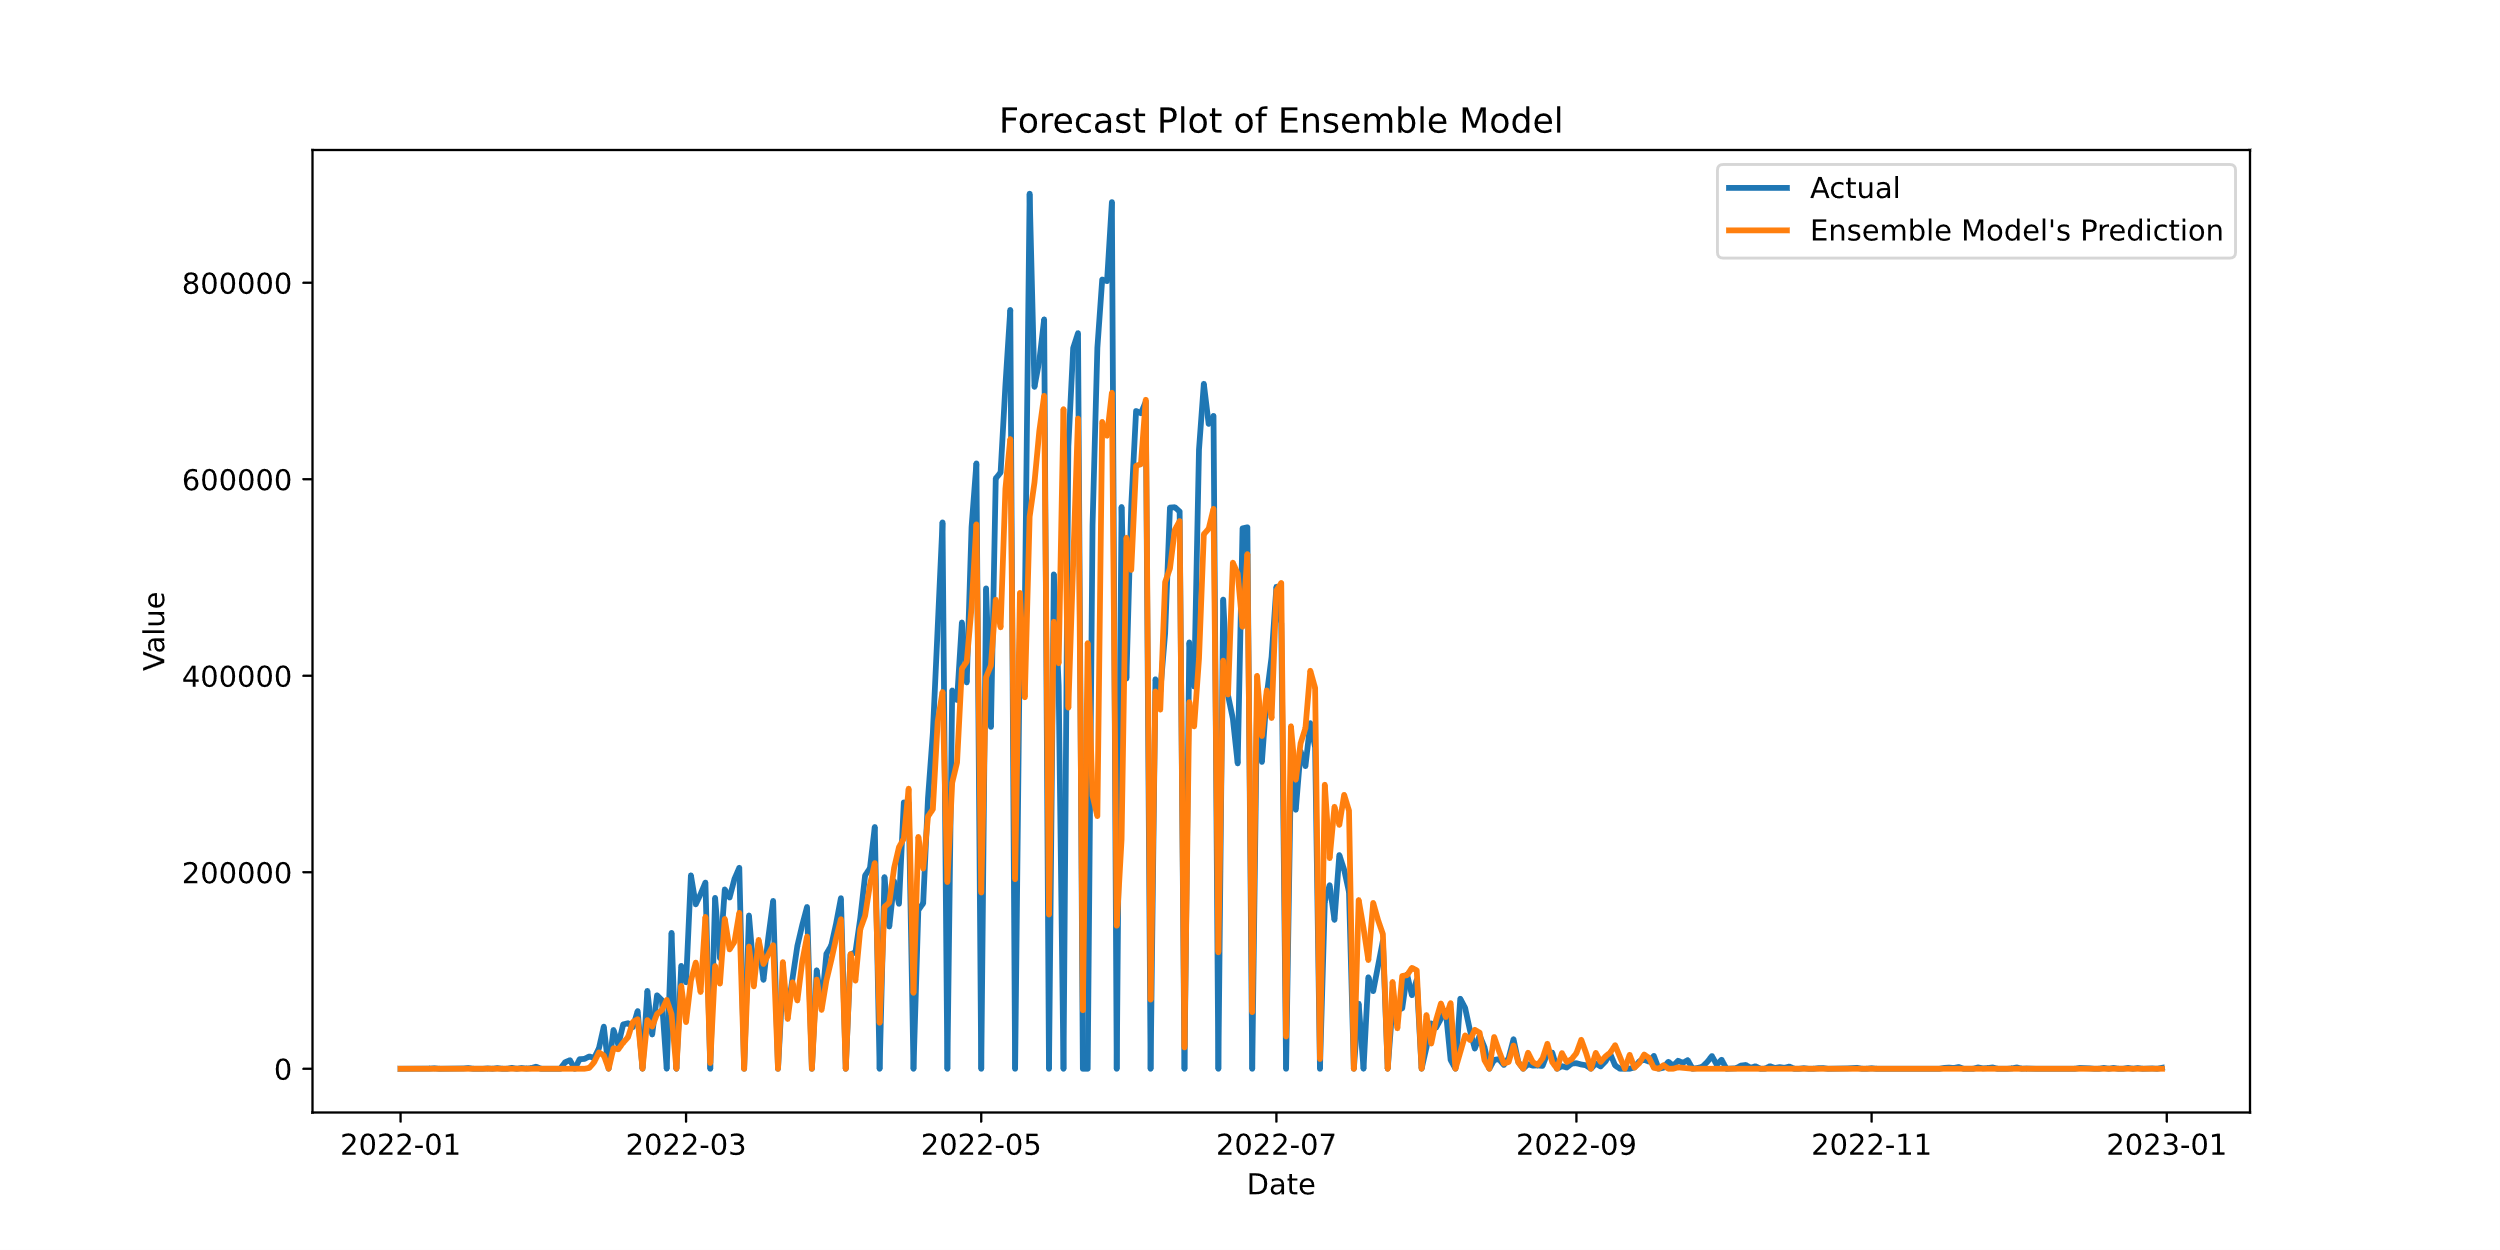 Forecast Plot of Ensemble Model
Actual
Ensemble Model's Prediction
800000
600000
400000
200000
0
Value
2022-01
2022-03
2022-05
2022-07
2022-09
2022-11
2023-01
Date